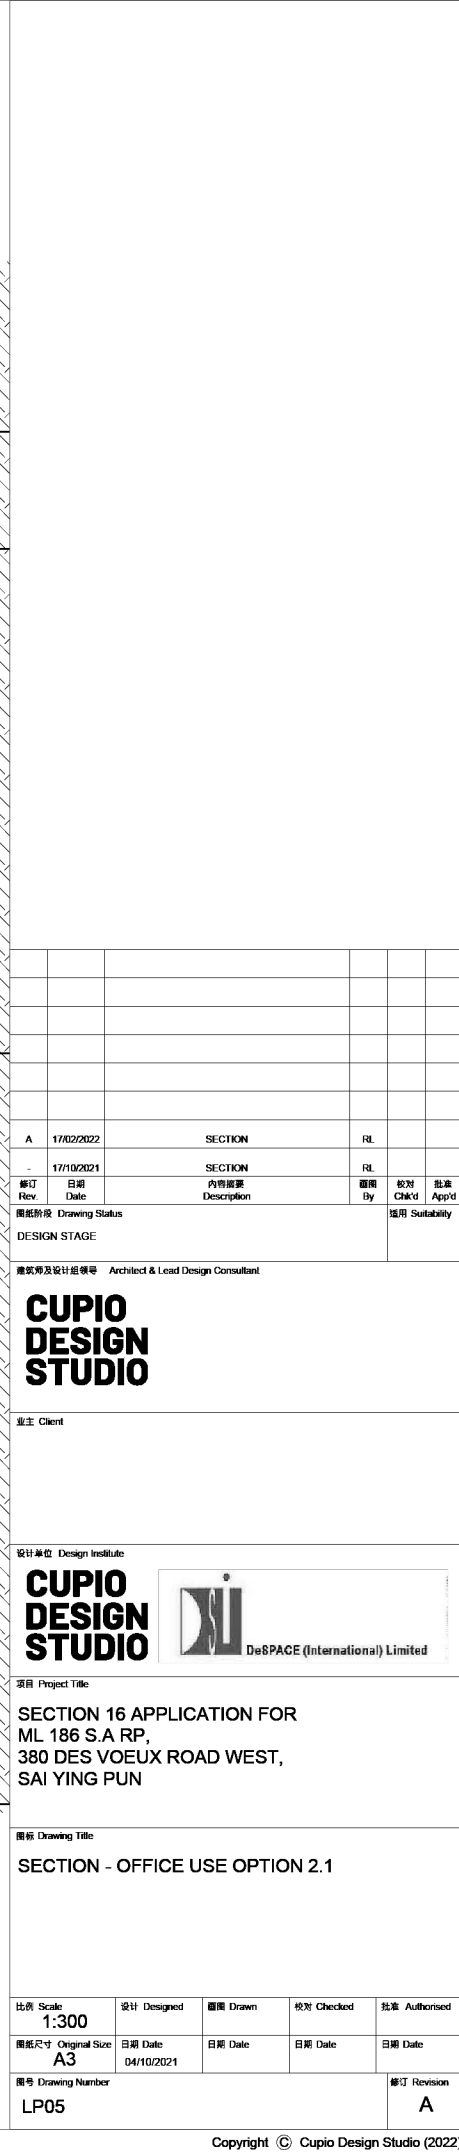 A 17/02/2022 SECTION RL
- 17/10/2021 SECTION RL
修订 日期 内容摘要 画图 校对 批准
Rev. Date Description By Chk'd App'd
图纸阶段 Drawing Status 适用 Suitability
DESIGN STAGE
建筑师及设计组领导 Architect & Lead Design Consultant
CUPIO
DESIGN
STUDIO
业主 Client
设计单位 Design Institute
CUPIO
DESIGN
STUDIO
DeSPACE (International) Limited
项目 Project Title
SECTION 16 APPLICATION FOR
ML 186 S.A RP,
380 DES VOEUX ROAD WEST,
SAI YING PUN
图标 Drawing Title
SECTION - OFFICE USE OPTION 2.1
比例 Scale 设计 Designed 画图 Drawn 校对 Checked 批准 Authorised
1:300
图纸尺寸 Original Size 日期 Date 日期 Date 日期 Date 日期 Date
A3 04/10/2021
图号 Drawing Number 修订 Revision
LP05 A
Copyright © Cupio Design Studio (2022)